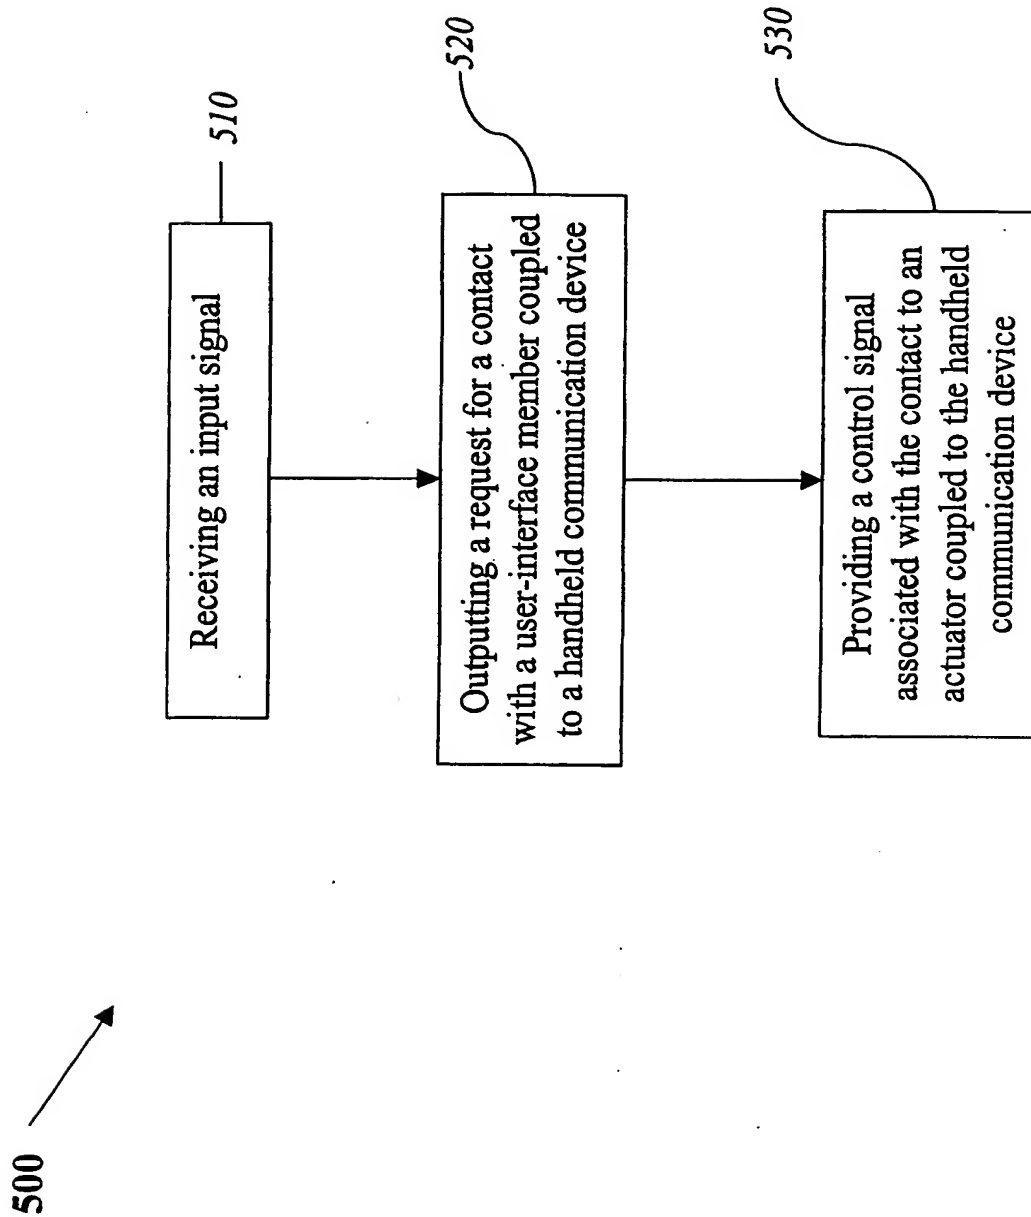 500
Receiving an input signal
510
Outputting a request for a contact
with a user-interface member coupled
to a handheld communication device
520
Providing a control signal
associated with the contact to an
actuator coupled to the handheld
communication device
530